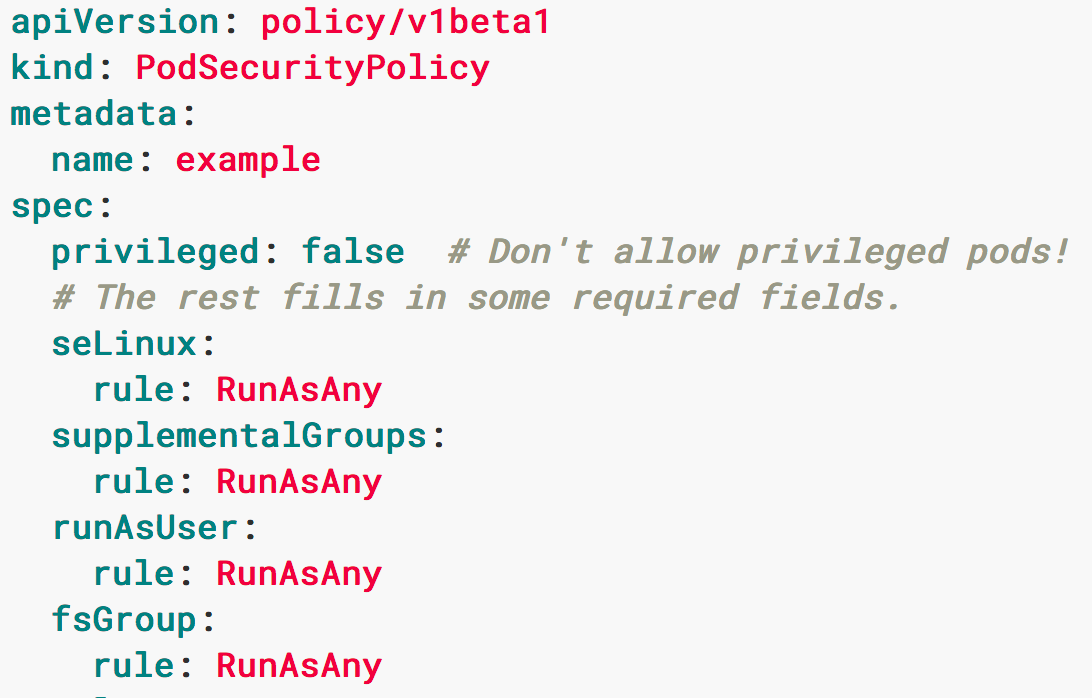 apiVersion: policy/v1beta1
kind: PodSecurityPolicy
metadata:
  name: example
spec:
  privileged: false  # Don't allow privileged pods!
  # The rest fills in some required fields.
  seLinux:
    rule: RunAsAny
  supplementalGroups:
    rule: RunAsAny
  runAsUser:
    rule: RunAsAny
  fsGroup:
    rule: RunAsAny